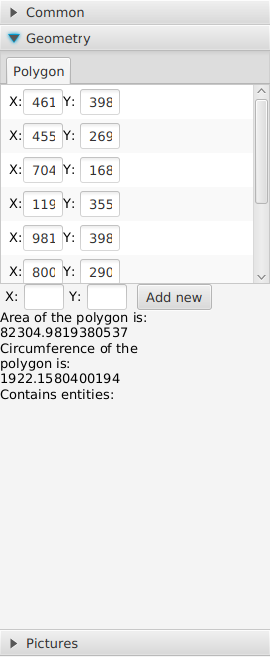 Common
Geometry
Polygon
X: 461 Y: 398
X: 455 Y: 269
X: 704 Y: 168
X: 119 Y: 355
X: 981 Y: 398
X: 800 Y: 290
X: Y: Add new
Area of the polygon is:
82304.9819380537
Circumference of the
polygon is:
1922.1580400194
Contains entities:
Pictures